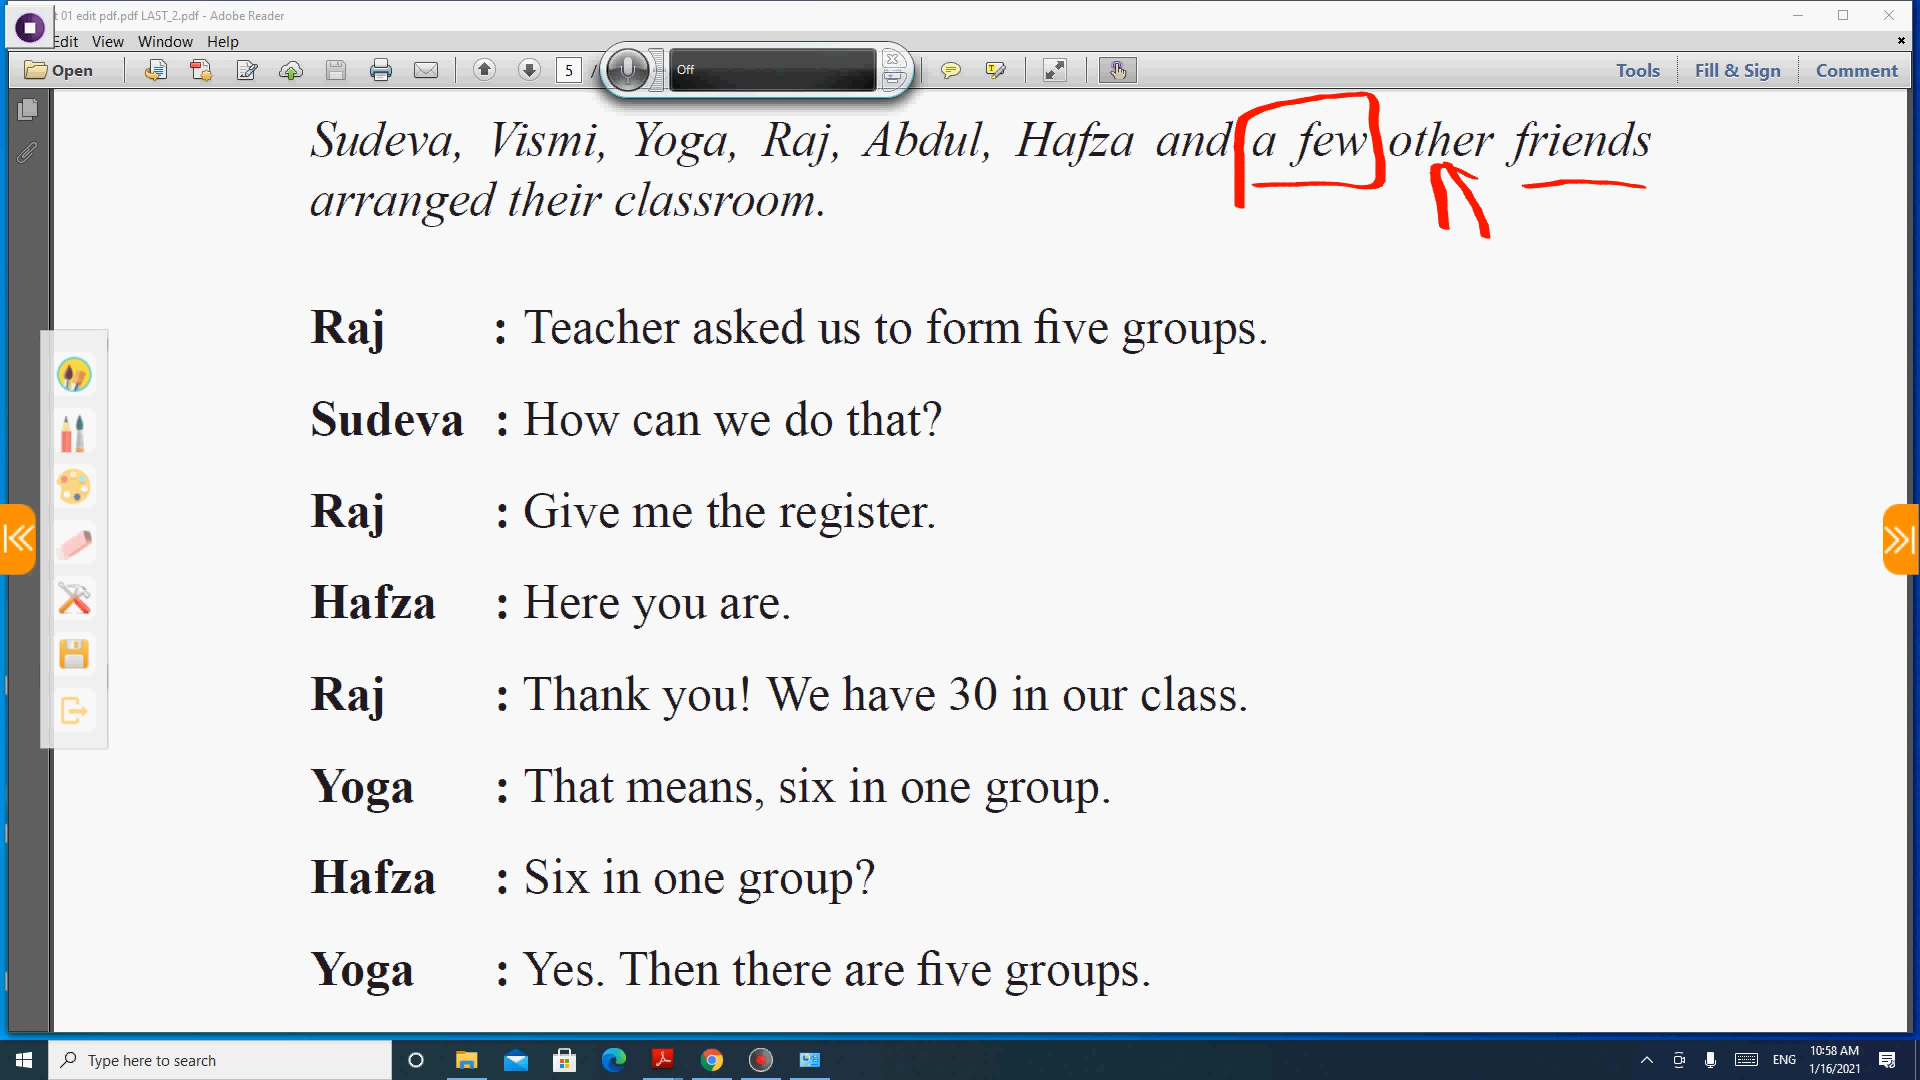 t 01 edit pdf.pdf LAST_2.pdf - Adobe Reader
Edit View Window Help
Open 5 / Off Tools Fill & Sign Comment
Sudeva, Vismi, Yoga, Raj, Abdul, Hafza and a few other friends
arranged their classroom.
Raj : Teacher asked us to form five groups.
Sudeva : How can we do that?
Raj : Give me the register.
Hafza : Here you are.
Raj : Thank you! We have 30 in our class.
Yoga : That means, six in one group.
Hafza : Six in one group?
Yoga : Yes. Then there are five groups.
Type here to search ENG 10:58 AM
1/16/2021